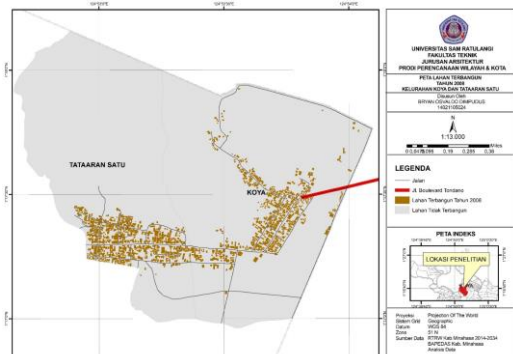 TATAARAN SATU
KOYA
UNIVERSITAS SAM RATULANGI
FAKULTAS TEKNIK
JURUSAN ARSITEKTUR
PRODI PERENCANAAN WILAYAH & KOTA
PETA LAHAN TERBANGUN
TAHUN 2008
KELURAHAN KOYA DAN TATAARAN SATU
Disusun Oleh
N
1:13.000
Miles
LEGENDA
Jalan
Jl. Boulevard Tondano
Lahan Terbangun Tahun 2008
Lahan Tidak Terbangun
PETA INDEKS
LOKASI PENELITIAN
Proyeksi Projection Of The World
Sistem Grid Geographic
Datum WGS 84
Zone 51 N
Sumber Data RTRW Kab Minahasa 2014-2034
BAPEDAS Kab. Minahasa
Analisis Data